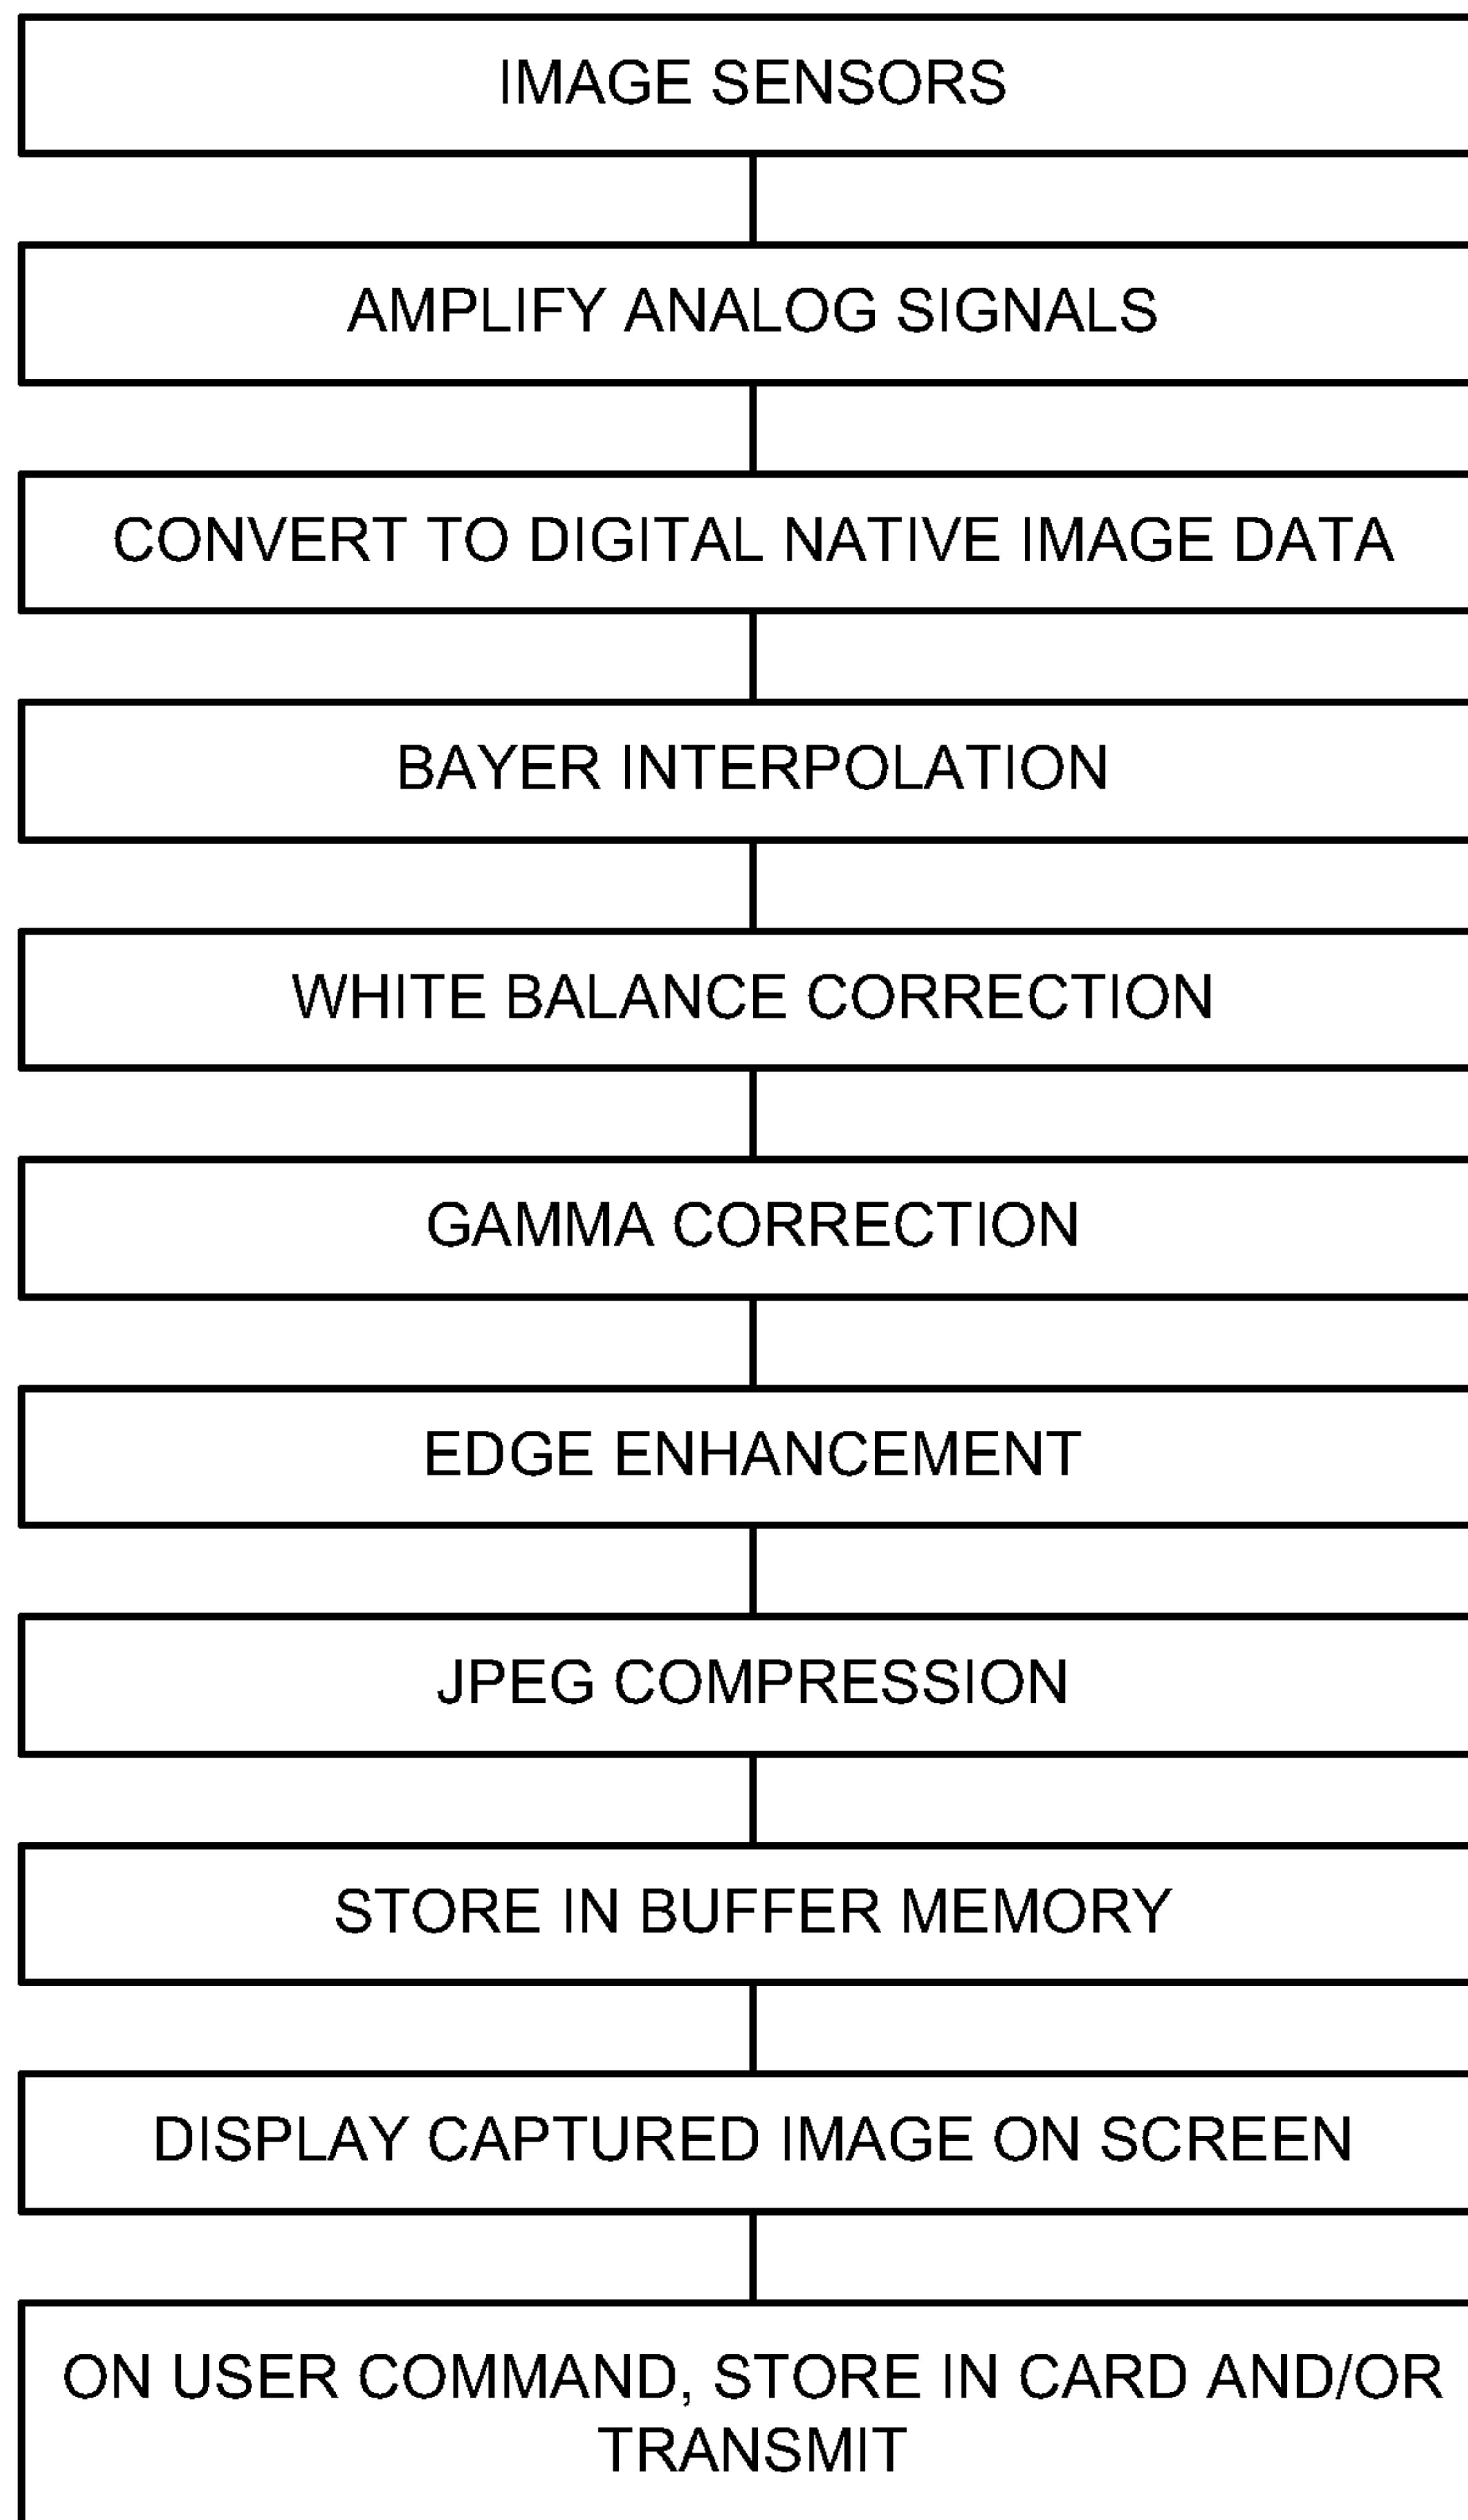 IMAGE SENSORS
AMPLIFY ANALOG SIGNALS
CONVERT TO DIGITAL NATIVE IMAGE DATA
BAYER INTERPOLATION
WHITE BALANCE CORRECTION
GAMMA CORRECTION
EDGE ENHANCEMENT
JPEG COMPRESSION
STORE IN BUFFER MEMORY
DISPLAY CAPTURED IMAGE ON SCREEN
ON USER COMMAND, STORE IN CARD AND/OR
TRANSMIT